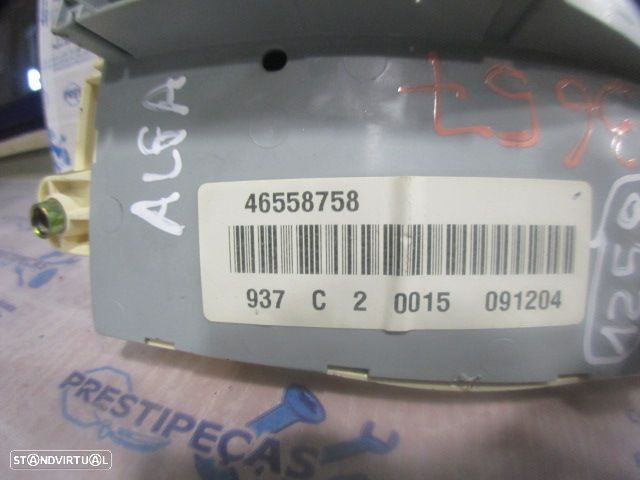 ALFA
46558758
937 C 2 0015 091204
PRESTIPEÇAS
STANDVIRTUAL